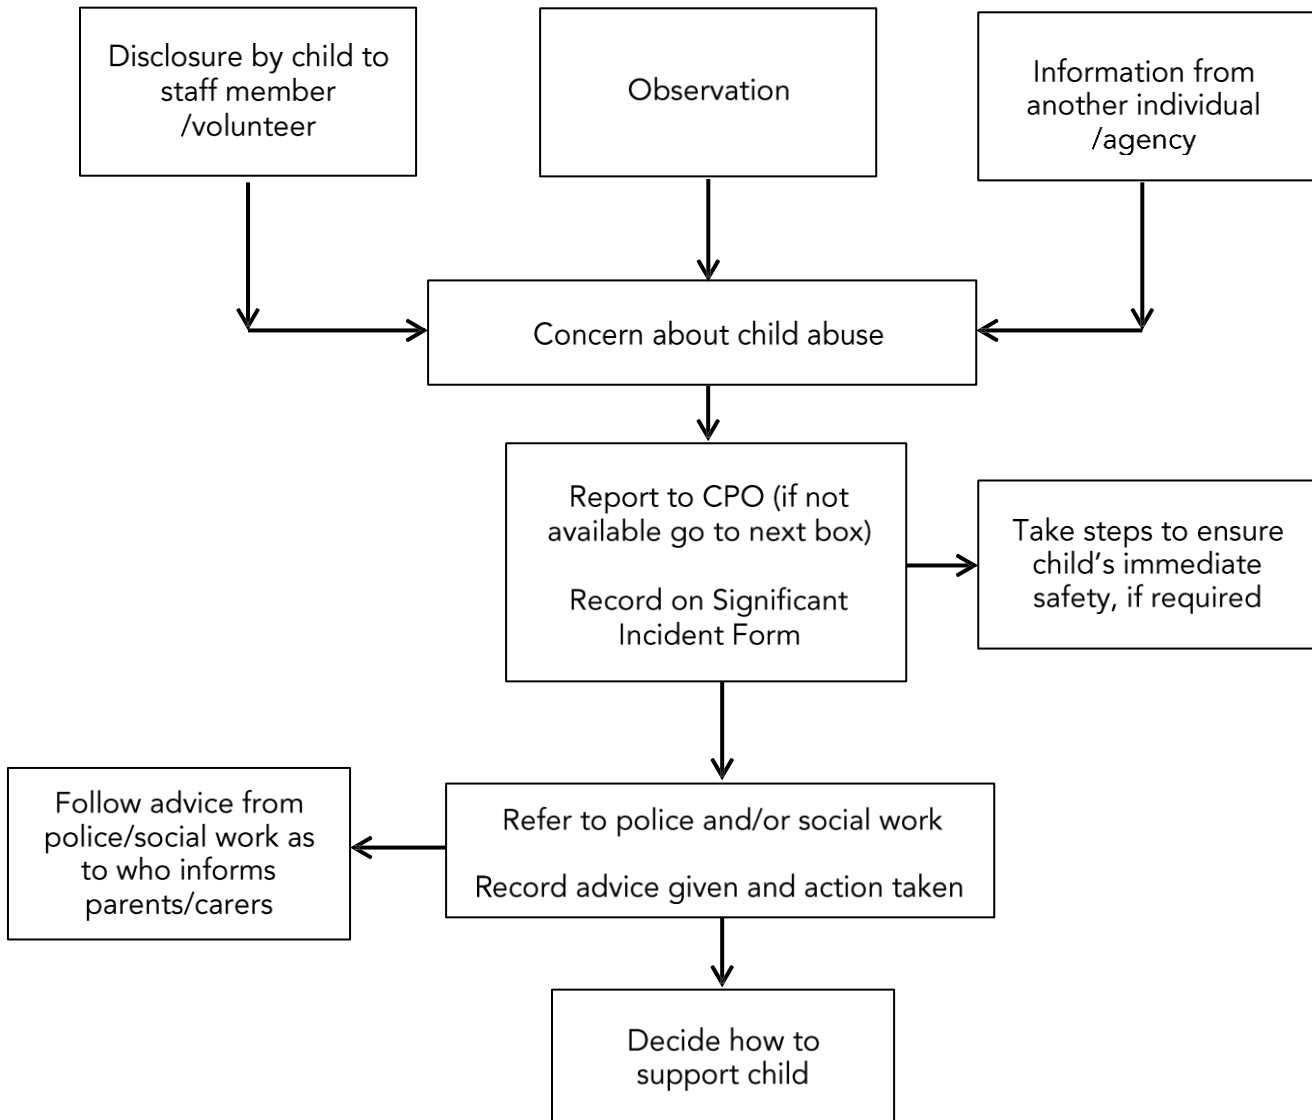 Disclosure by child to
staff member
/volunteer
Observation
Information from
another individual
/agency
Concern about child abuse
Report to CPO (if not
available go to next box)
Record on Significant
Incident Form
Take steps to ensure
child’s immediate
safety, if required
Follow advice from
police/social work as
to who informs
parents/carers
Refer to police and/or social work
Record advice given and action taken
Decide how to
support child